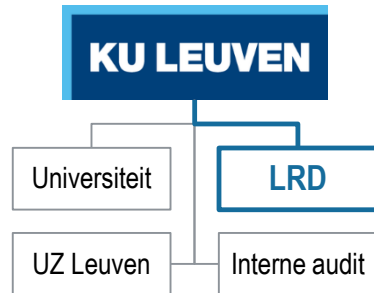 KU LEUVEN
Universiteit
LRD
UZ Leuven
Interne audit